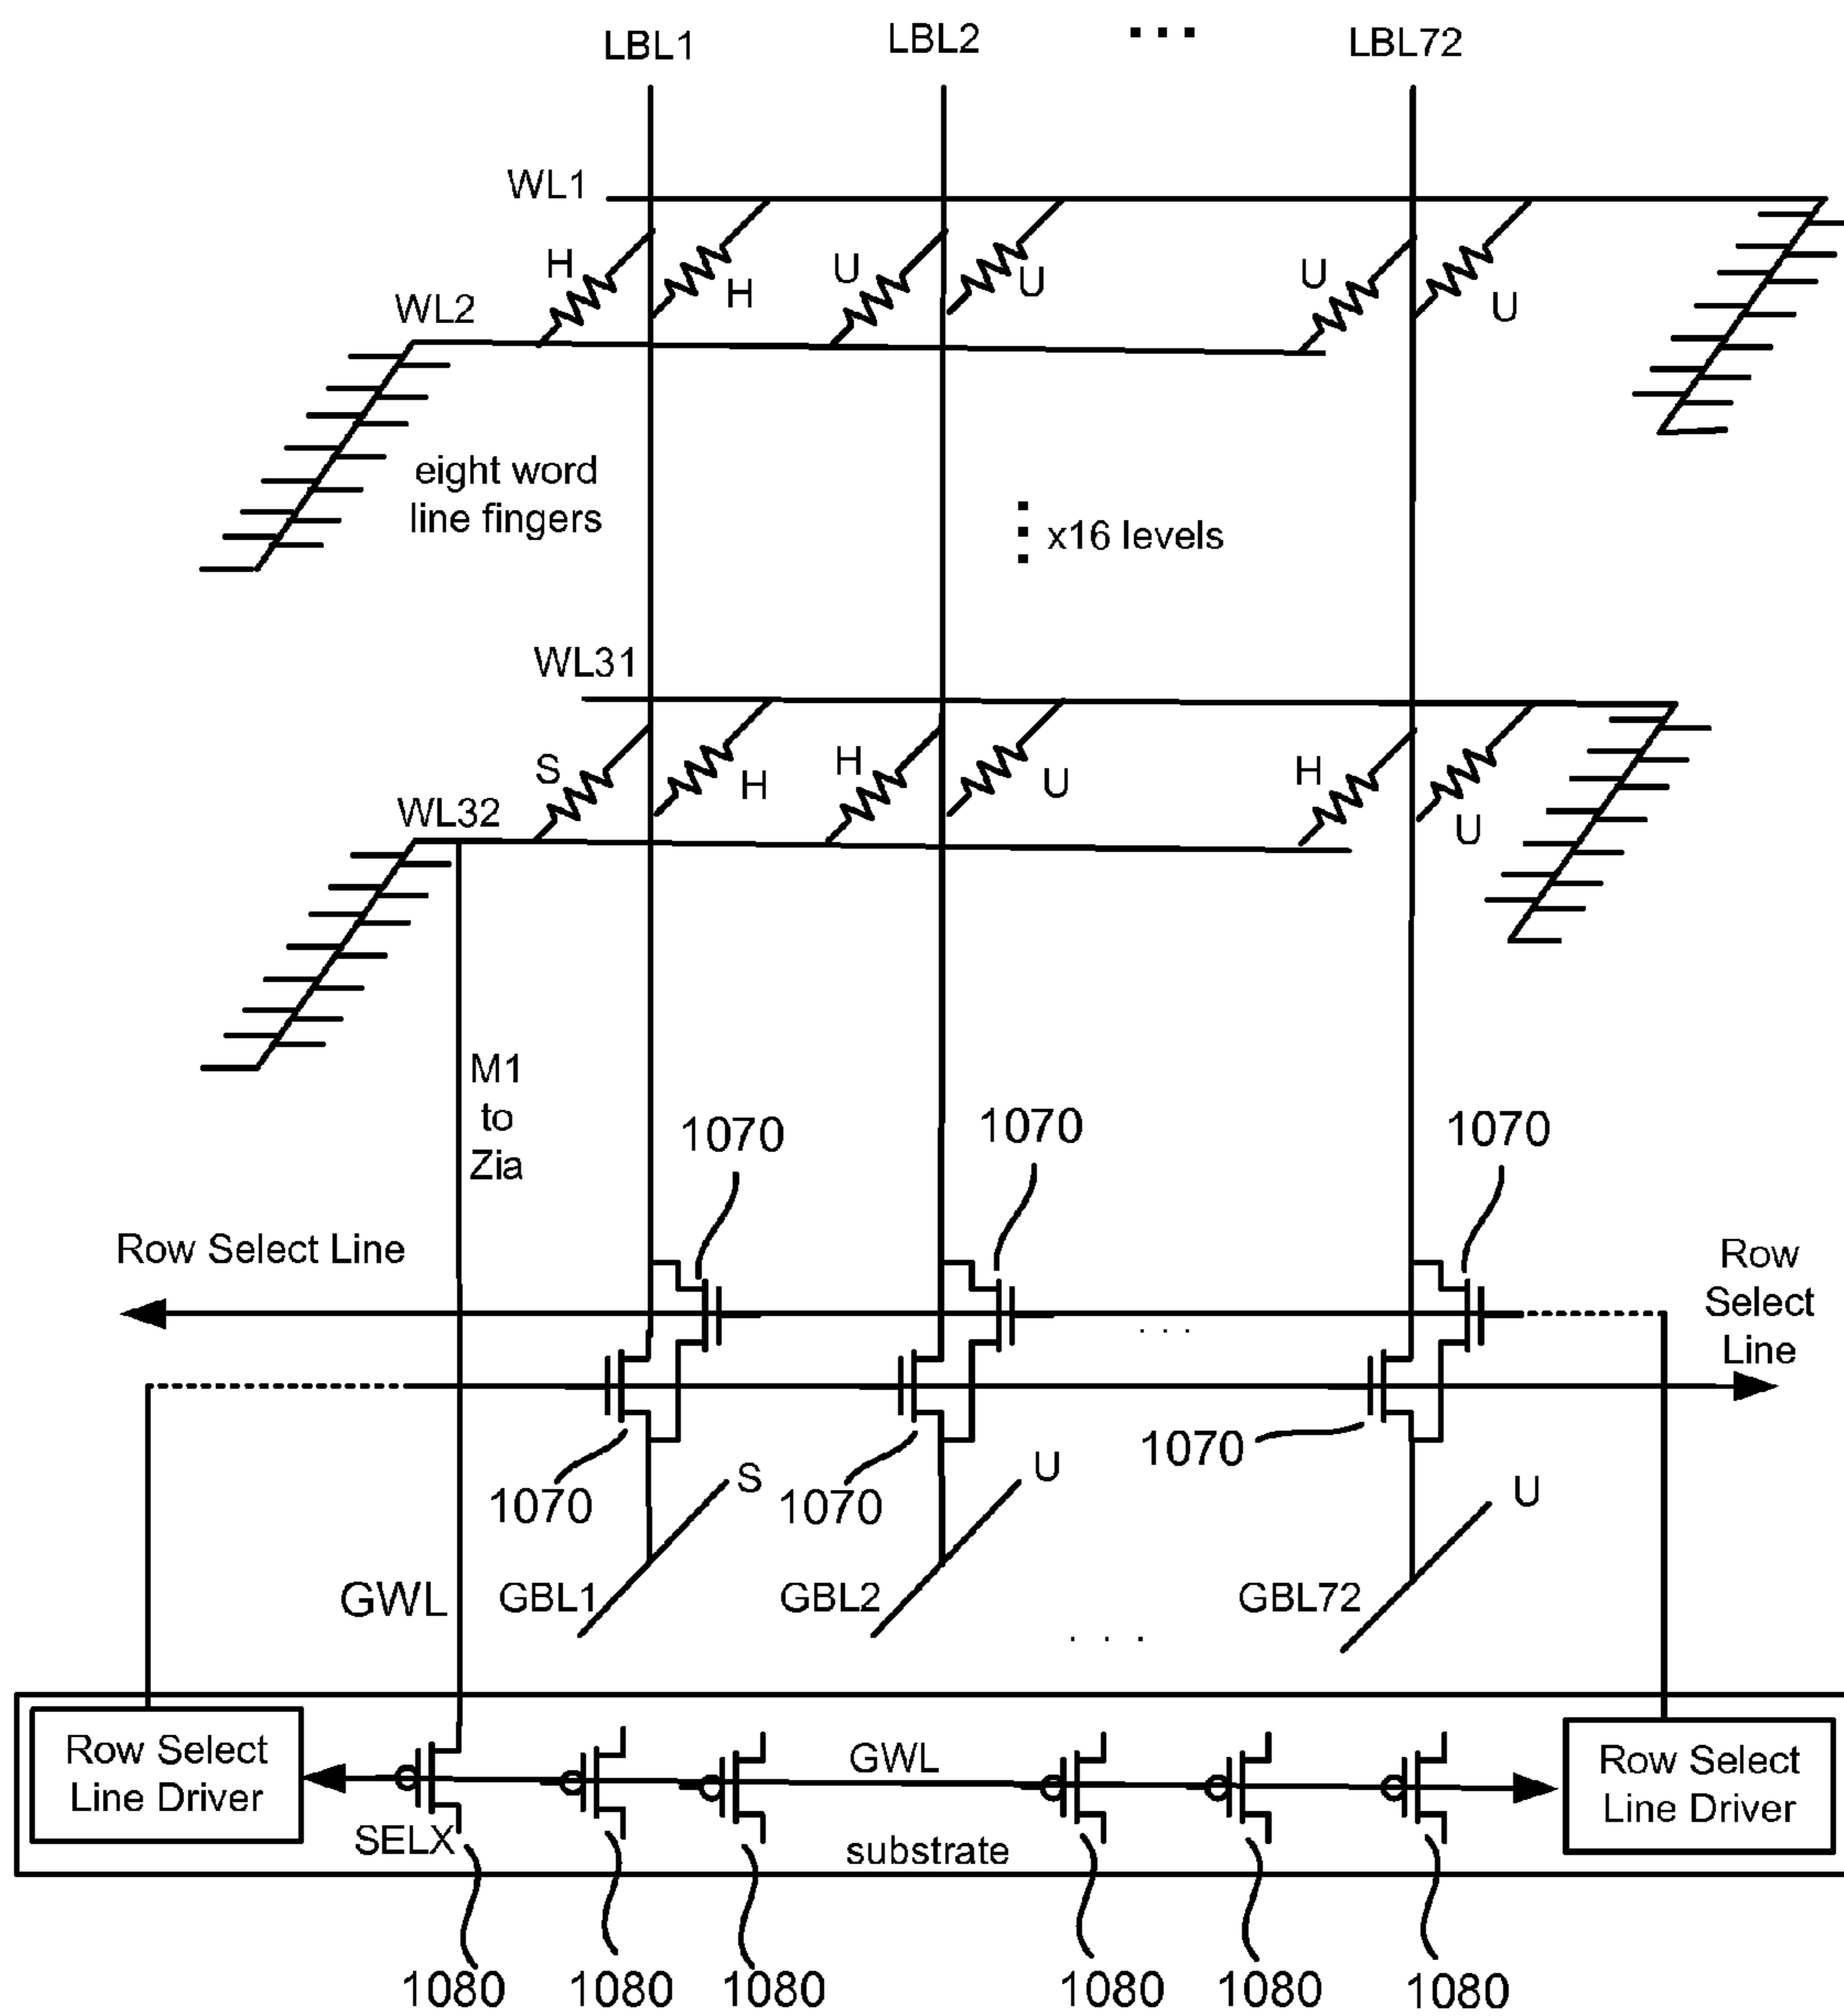 LBL1
LBL2
...
LBL72
WL1
H
H
U
U
U
U
WL2
eight word
line fingers
x16 levels
WL31
S
H
H
U
H
U
WL32
M1
to
Zia
1070
1070
1070
Row Select Line
Row
Select
Line
. . .
1070
1070
1070
S
U
U
GWL
GBL1
GBL2
GBL72
. . .
Row Select
Line Driver
GWL
Row Select
Line Driver
SELX
substrate
1080
1080
1080
1080
1080
1080